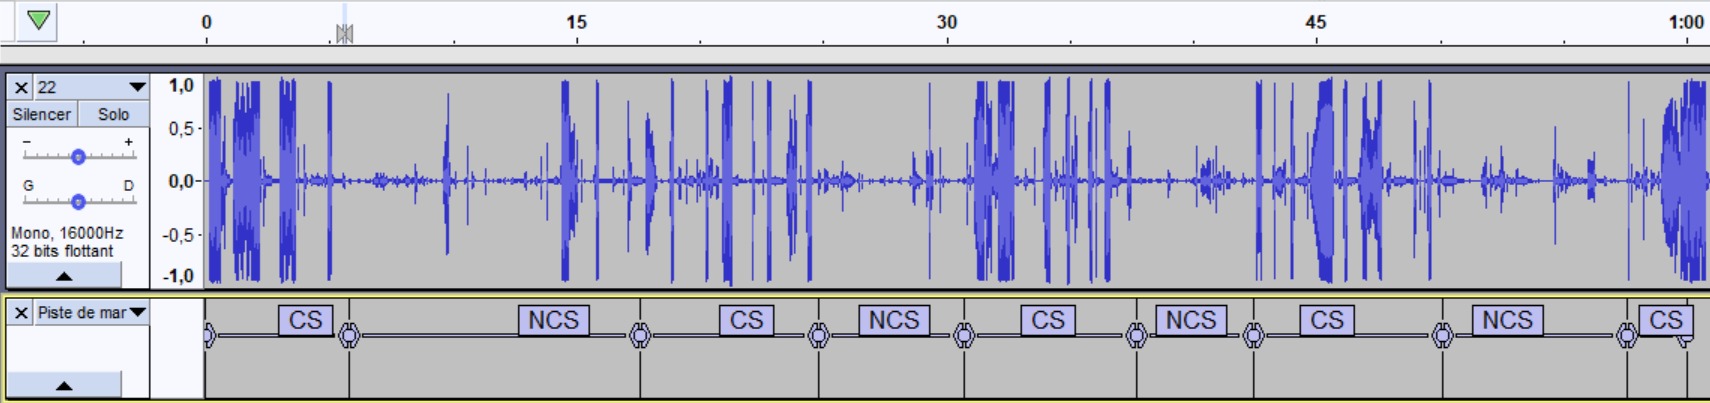 0 15 30 45 1:00
× 22
Silencer Solo
- +
G D
Mono, 16000Hz
32 bits flottant
1,0
0,5-
0,0-
-0,5-
-1,0
× Piste de mar
CS NCS CS NCS CS NCS CS NCS CS